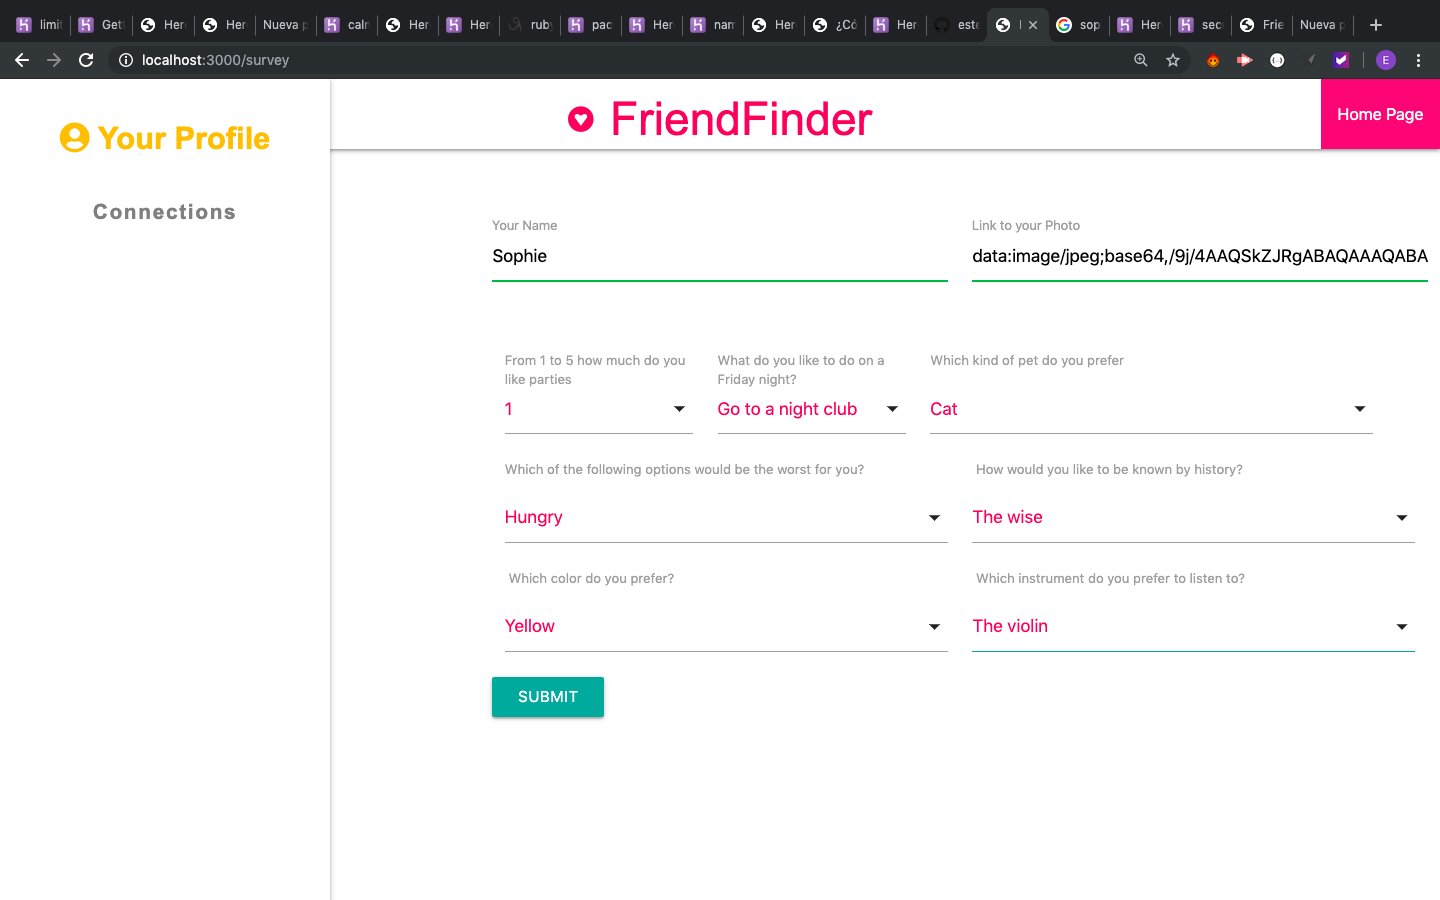 limit Gett Her Her Nueva p calm Her Her ruby pac Her nam Her ¿Có Her este sop Her sec Frie Nueva p
localhost:3000/survey E
FriendFinder
Home Page
Your Profile
Connections
Your Name Link to your Photo
Sophie data:image/jpeg;base64,/9j/4AAQSkZJRgABAQAAAQABA
From 1 to 5 how much do you What do you like to do on a Which kind of pet do you prefer
like parties Friday night?
1 Go to a night club Cat
Which of the following options would be the worst for you? How would you like to be known by history?
Hungry The wise
Which color do you prefer? Which instrument do you prefer to listen to?
Yellow The violin
SUBMIT